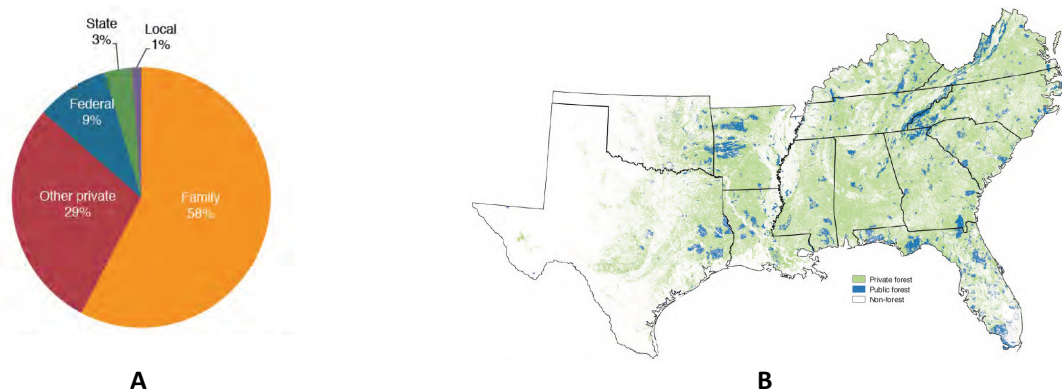 State
3%
Local
1%
Federal
9%
Other private
29%
Family
58%
Private forest
Public forest
Non-forest
A
B